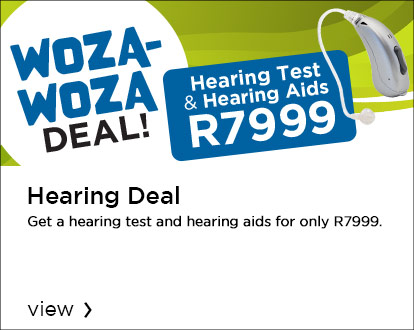 WOZA-
WOZA
DEAL!
Hearing Test
& Hearing Aids
R7999
Hearing Deal
Get a hearing test and hearing aids for only R7999.
view ❯